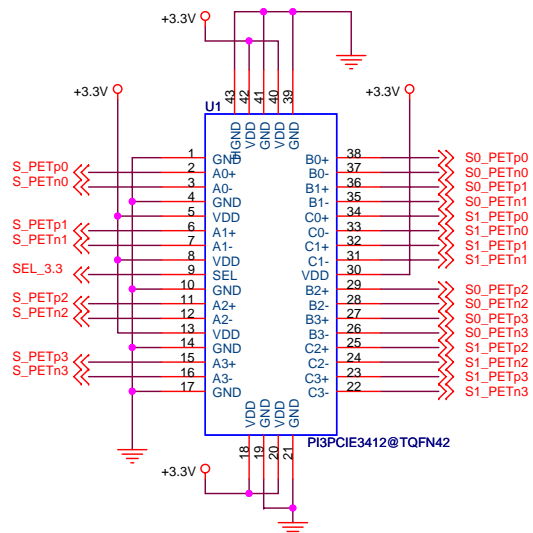 +3.3V
+3.3V
+3.3V
43
42
41
40
39
U1
HGND
VDD
GND
VDD
GND
S_PETp0
S_PETn0
S_PETp1
S_PETn1
SEL_3.3
S_PETp2
S_PETn2
S_PETp3
S_PETn3
1 GND
2 A0+
3 A0-
4 GND
5 VDD
6 A1+
7 A1-
8 VDD
9 SEL
10 GND
11 A2+
12 A2-
13 VDD
14 GND
15 A3+
16 A3-
17 GND
B0+ 38 S0_PETp0
B0- 37 S0_PETn0
B1+ 36 S0_PETp1
B1- 35 S0_PETn1
C0+ 34 S1_PETp0
C0- 33 S1_PETn0
C1+ 32 S1_PETp1
C1- 31 S1_PETn1
VDD 30
B2+ 29 S0_PETp2
B2- 28 S0_PETn2
B3+ 27 S0_PETp3
B3- 26 S0_PETn3
C2+ 25 S1_PETp2
C2- 24 S1_PETn2
C3+ 23 S1_PETp3
C3- 22 S1_PETn3
VDD
GND
VDD
GND
PI3PCIE3412@TQFN42
18
19
20
21
+3.3V